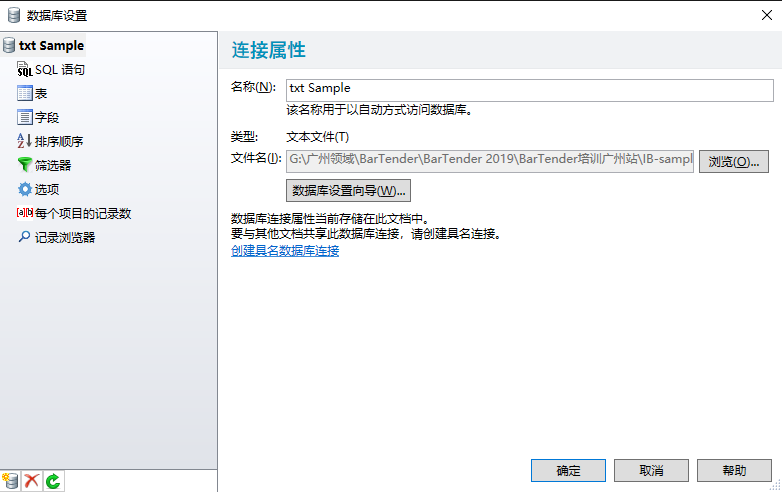 数据库设置
txt Sample
SQL 语句
表
字段
排序顺序
筛选器
选项
每个项目的记录数
记录浏览器
连接属性
名称(N): txt Sample
该名称用于以自动方式访问数据库。
类型: 文本文件(T)
文件名(I): G:\广州领域\BarTender\BarTender 2019\BarTender培训广州站\IB-sampl 浏览(O)...
数据库设置向导(W)...
数据库连接属性当前存储在此文档中。
要与其他文档共享此数据库连接，请创建具名连接。
创建具名数据库连接
确定 取消 帮助